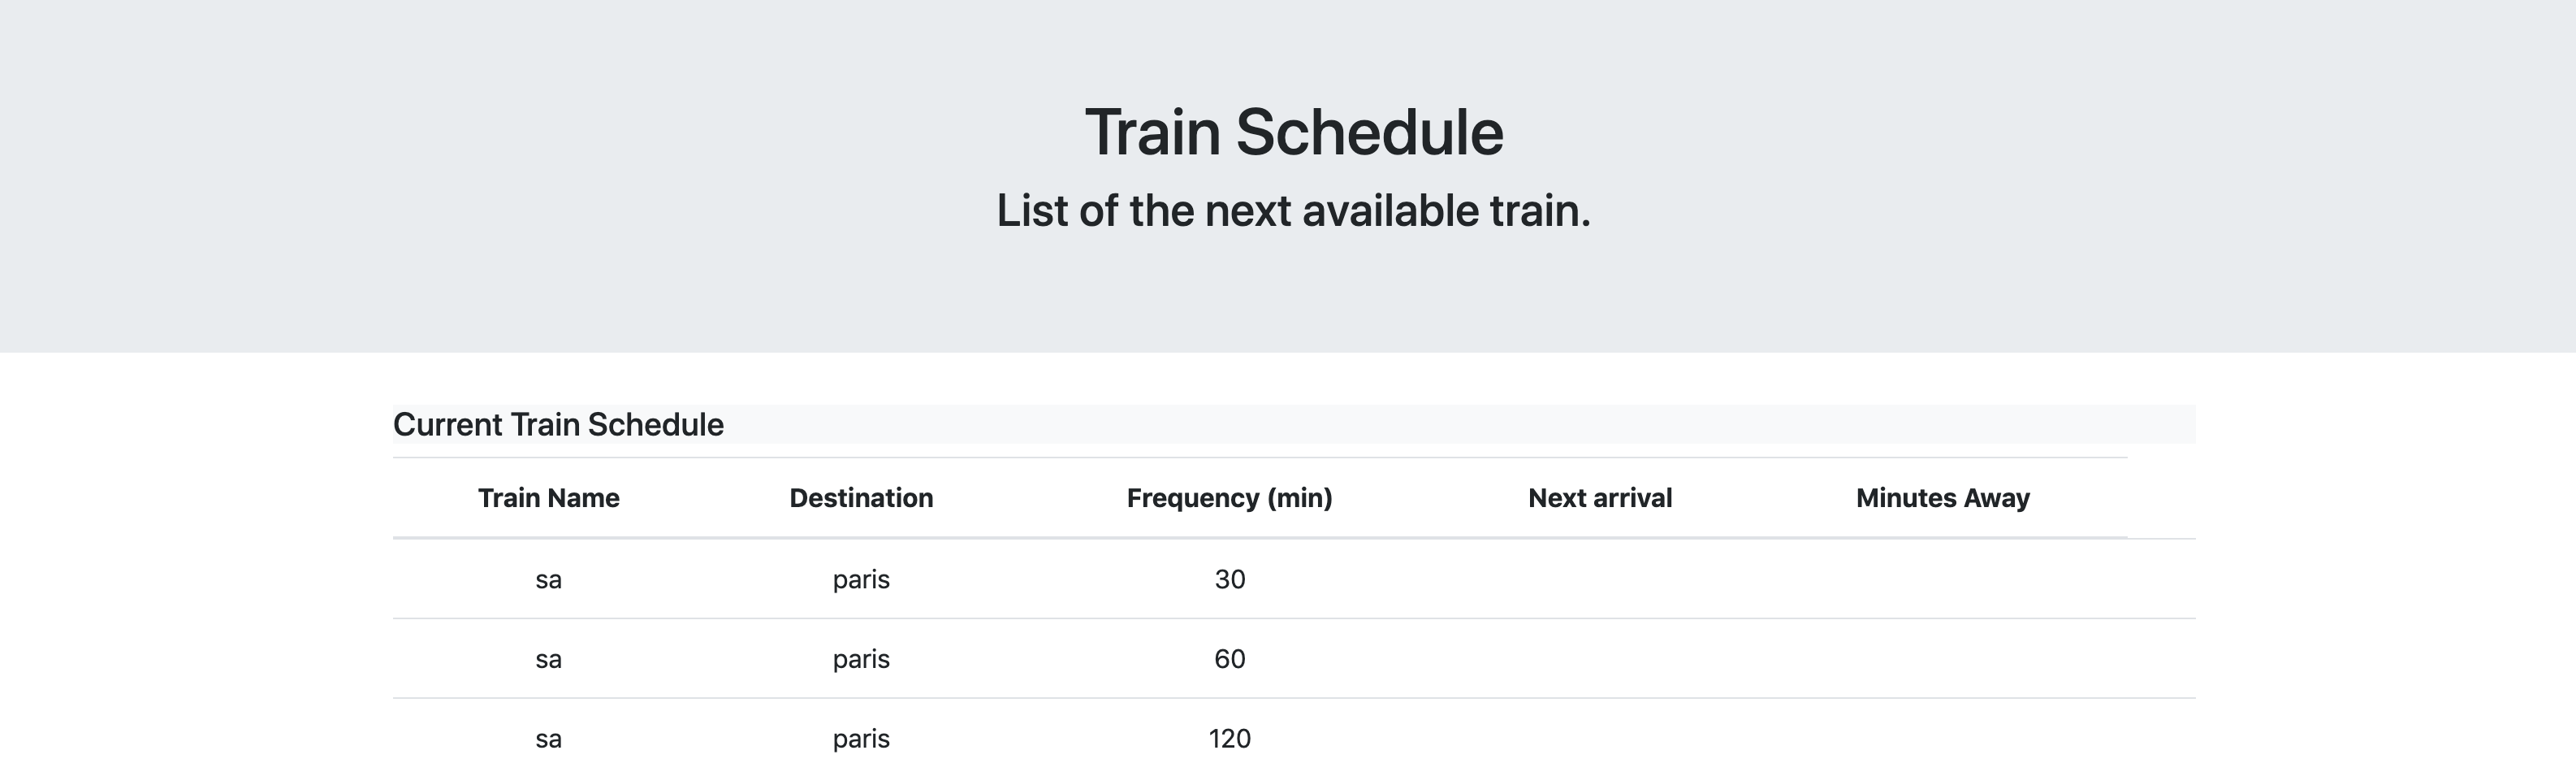 Train Schedule
List of the next available train.
Current Train Schedule
Train Name Destination Frequency (min) Next arrival Minutes Away
sa paris 30
sa paris 60
sa paris 120